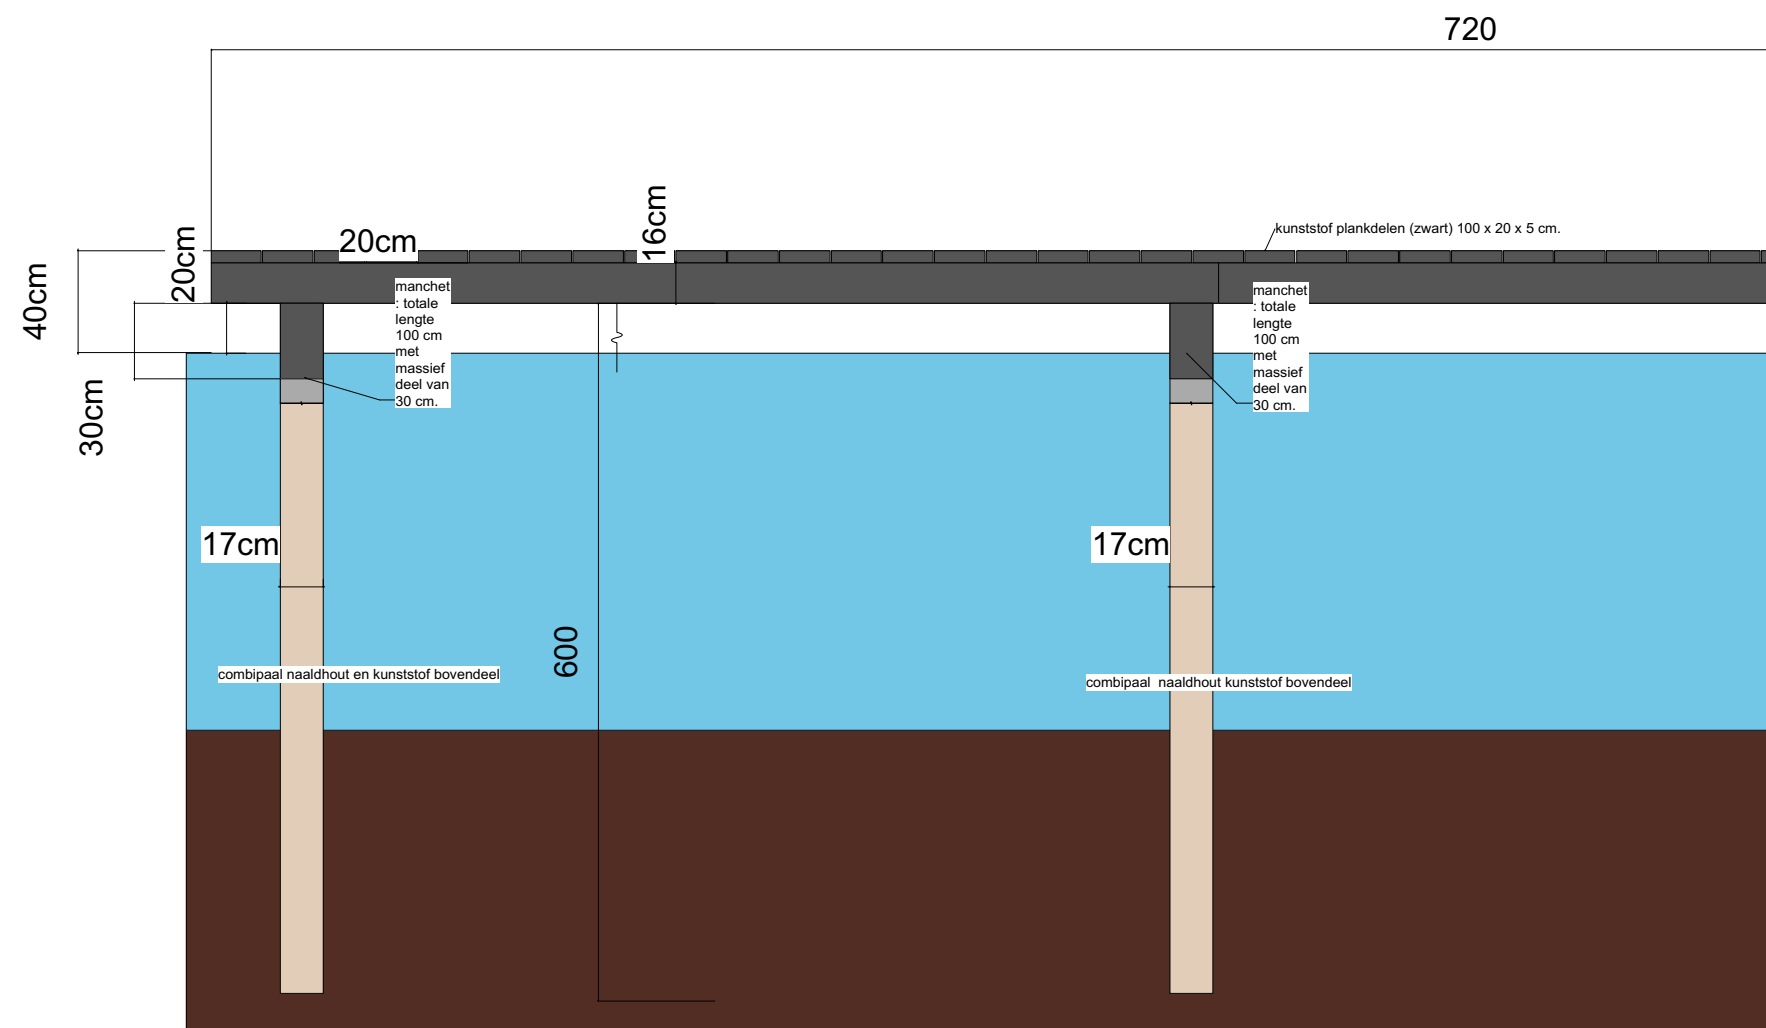 720
kunststof plankdelen (zwart) 100 x 20 x 5 cm.
20cm
16cm
20cm
40cm
30cm
manchet
: totale
lengte
100 cm
met
massief
deel van
30 cm.
manchet
: totale
lengte
100 cm
met
massief
deel van
30 cm.
17cm
17cm
600
combipaal naaldhout en kunststof bovendeel
combipaal  naaldhout kunststof bovendeel